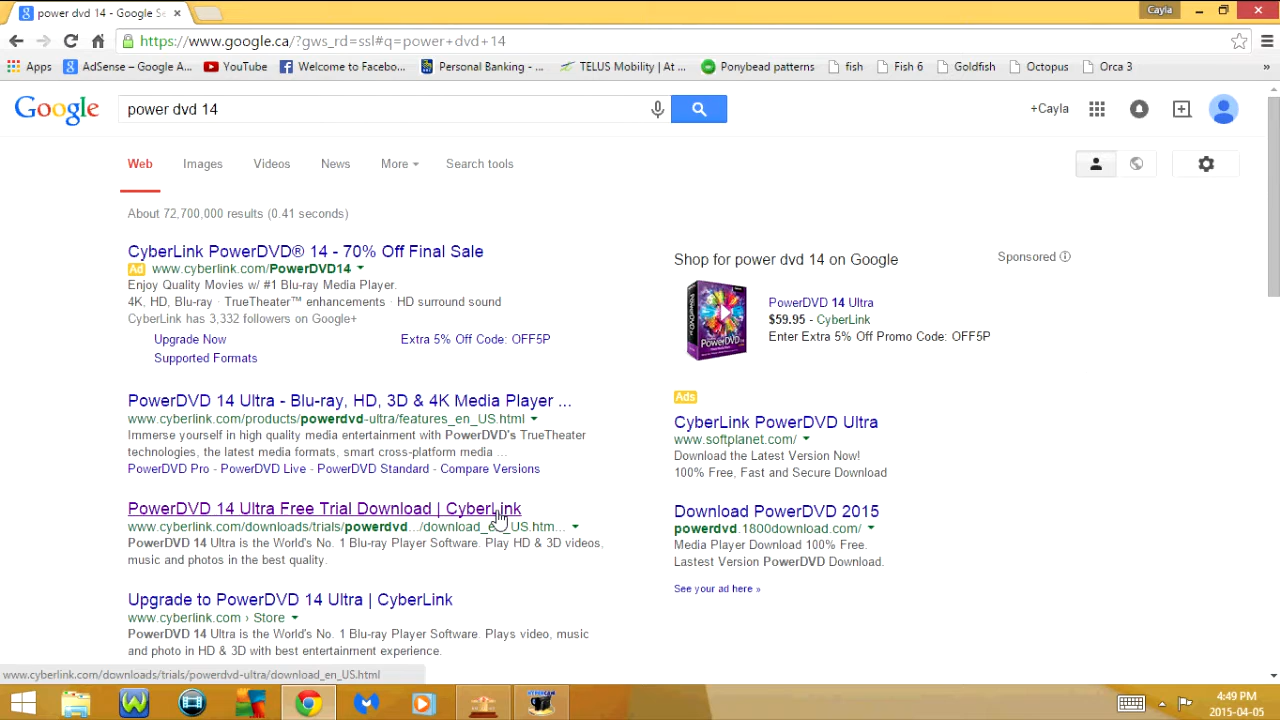 power dvd 14 - Google Se
Cayla
https://www.google.ca/?gws_rd=ssl#q=power+dvd+14
Apps
AdSense – Google A...
YouTube
Welcome to Facebo...
Personal Banking - ...
TELUS Mobility | At ...
Ponybead patterns
fish
Fish 6
Goldfish
Octopus
Orca 3
»
Google
power dvd 14
+Cayla
Web
Images
Videos
News
More
Search tools
About 72,700,000 results (0.41 seconds)
CyberLink PowerDVD® 14 - 70% Off Final Sale
Ad www.cyberlink.com/PowerDVD14
Enjoy Quality Movies w/ #1 Blu-ray Media Player.
4K, HD, Blu-ray · TrueTheater™ enhancements · HD surround sound
CyberLink has 3,332 followers on Google+
Upgrade Now
Extra 5% Off Code: OFF5P
Supported Formats
PowerDVD 14 Ultra - Blu-ray, HD, 3D & 4K Media Player ...
www.cyberlink.com/products/powerdvd-ultra/features_en_US.html
Immerse yourself in high quality media entertainment with PowerDVD's TrueTheater
technologies, the latest media formats, smart cross-platform media ...
PowerDVD Pro - PowerDVD Live - PowerDVD Standard - Compare Versions
PowerDVD 14 Ultra Free Trial Download | CyberLink
www.cyberlink.com/downloads/trials/powerdvd.../download_en_US.htm...
PowerDVD 14 Ultra is the World's No. 1 Blu-ray Player Software. Play HD & 3D videos,
music and photos in the best quality.
Upgrade to PowerDVD 14 Ultra | CyberLink
www.cyberlink.com › Store
PowerDVD 14 Ultra is the World's No. 1 Blu-ray Player Software. Plays video, music
and photo in HD & 3D with best entertainment experience.
Shop for power dvd 14 on Google
Sponsored
PowerDVD 14 Ultra
$59.95 - CyberLink
Enter Extra 5% Off Promo Code: OFF5P
Ads
CyberLink PowerDVD Ultra
www.softplanet.com/
Download the Latest Version Now!
100% Free, Fast and Secure Download
Download PowerDVD 2015
powerdvd.1800download.com/
Media Player Download 100% Free.
Lastest Version PowerDVD Download.
See your ad here »
www.cyberlink.com/downloads/trials/powerdvd-ultra/download_en_US.html
4:49 PM
2015-04-05